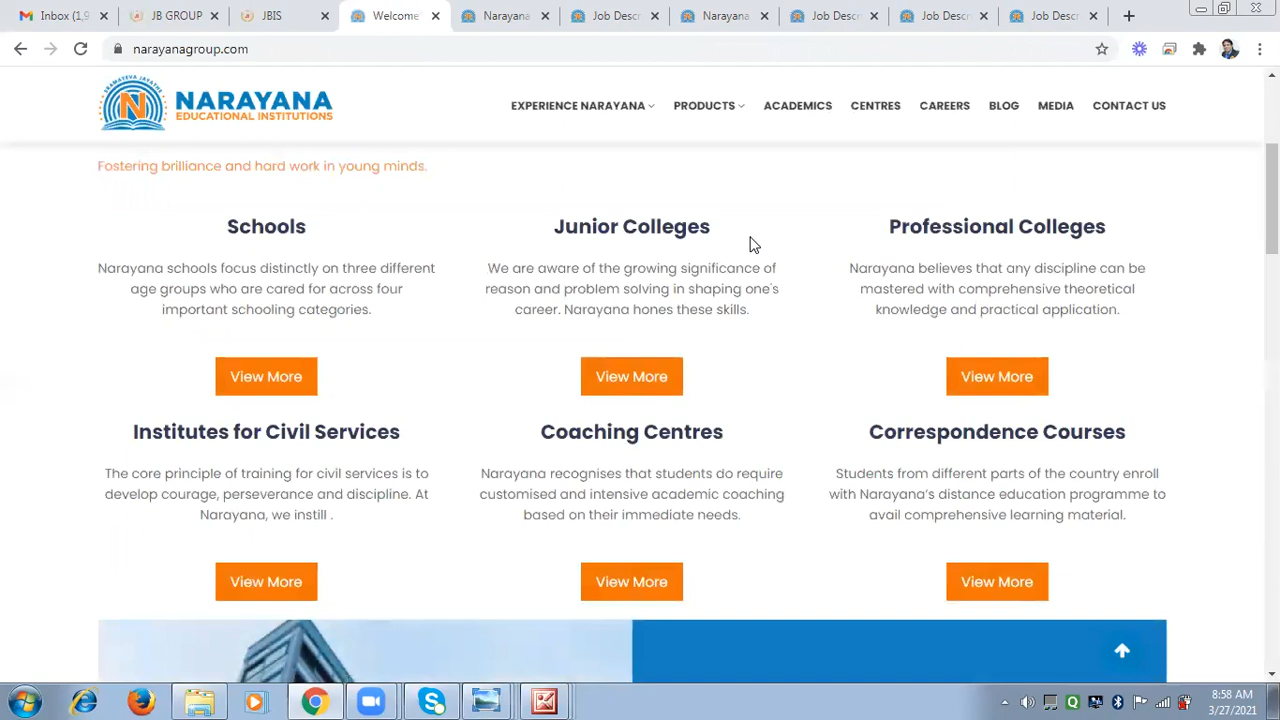 Inbox (1,9
JB GROUP
JBIS
Welcome
Narayana
Job Descr
Narayana
Job Descr
Job Descr
Job Descr
narayanagroup.com
NARAYANA
EDUCATIONAL INSTITUTIONS
EXPERIENCE NARAYANA PRODUCTS ACADEMICS CENTRES CAREERS BLOG MEDIA CONTACT US
Fostering brilliance and hard work in young minds.
Schools
Narayana schools focus distinctly on three different
age groups who are cared for across four
important schooling categories.
View More
Junior Colleges
We are aware of the growing significance of
reason and problem solving in shaping one's
career. Narayana hones these skills.
View More
Professional Colleges
Narayana believes that any discipline can be
mastered with comprehensive theoretical
knowledge and practical application.
View More
Institutes for Civil Services
The core principle of training for civil services is to
develop courage, perseverance and discipline. At
Narayana, we instill .
View More
Coaching Centres
Narayana recognises that students do require
customised and intensive academic coaching
based on their immediate needs.
View More
Correspondence Courses
Students from different parts of the country enroll
with Narayana's distance education programme to
avail comprehensive learning material.
View More
8:58 AM
3/27/2021